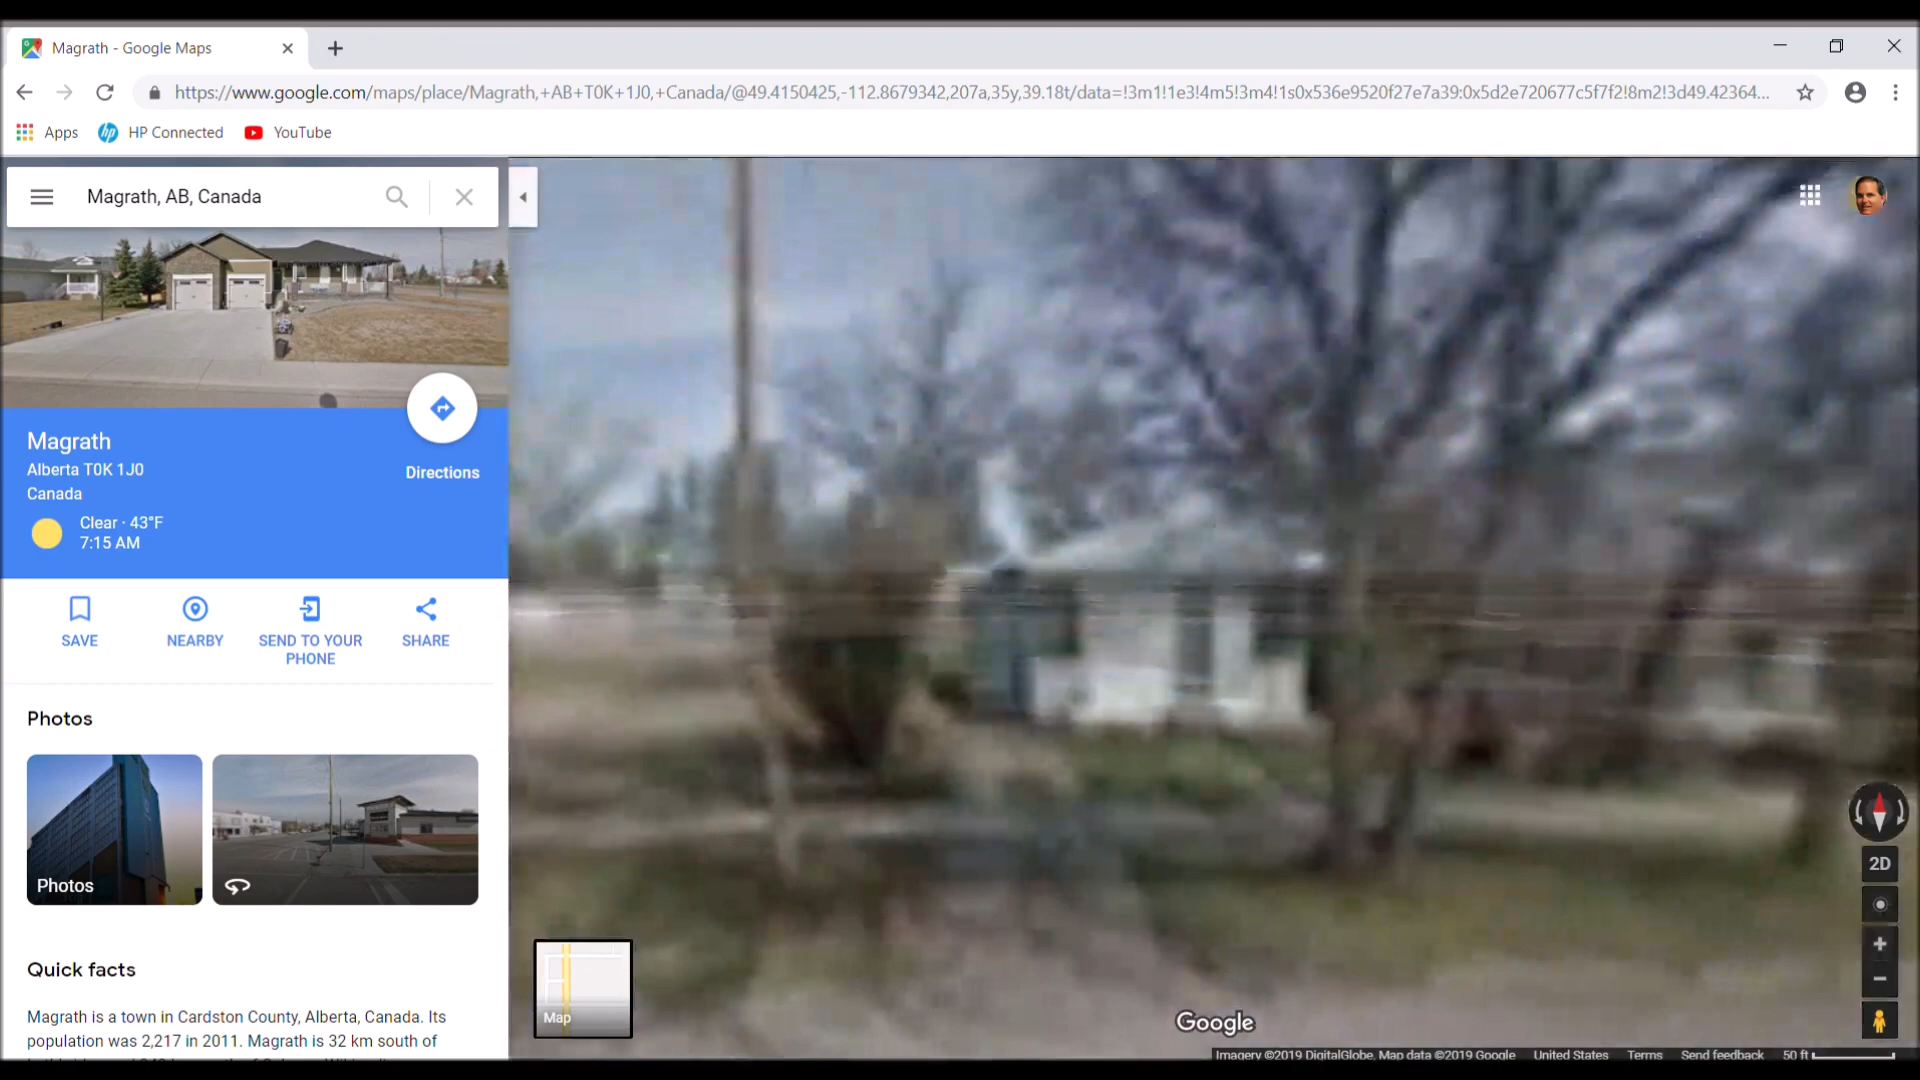 Magrath - Google Maps
https://www.google.com/maps/place/Magrath,+AB+T0K+1J0,+Canada/@49.4150425,-112.8679342,207a,35y,39.18t/data=!3m1!1e3!4m5!3m4!1s0x536e9520f27e7a39:0x5d2e720677c5f7f2!8m2!3d49.42364...
Apps HP Connected YouTube
Magrath, AB, Canada
Magrath
Alberta T0K 1J0
Canada
Directions
Clear · 43°F
7:15 AM
SAVE NEARBY SEND TO YOUR PHONE SHARE
Photos
Photos
Quick facts
Magrath is a town in Cardston County, Alberta, Canada. Its
population was 2,217 in 2011. Magrath is 32 km south of
2D
Map
Google
Imagery ©2019 DigitalGlobe, Map data ©2019 Google United States Terms Send feedback 50 ft